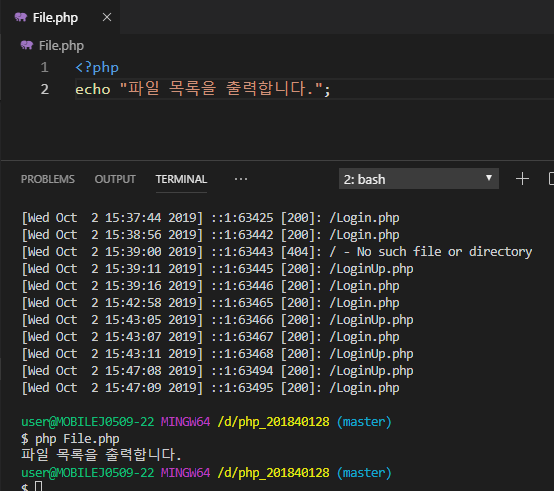 File.php ×
File.php
1 <?php
2 echo "파일 목록을 출력합니다.";
PROBLEMS OUTPUT TERMINAL ··· 2: bash
[Wed Oct  2 15:37:44 2019] ::1:63425 [200]: /Login.php
[Wed Oct  2 15:38:56 2019] ::1:63442 [200]: /Login.php
[Wed Oct  2 15:39:00 2019] ::1:63443 [404]: / - No such file or directory
[Wed Oct  2 15:39:11 2019] ::1:63445 [200]: /LoginUp.php
[Wed Oct  2 15:39:16 2019] ::1:63446 [200]: /Login.php
[Wed Oct  2 15:42:58 2019] ::1:63465 [200]: /Login.php
[Wed Oct  2 15:43:05 2019] ::1:63466 [200]: /LoginUp.php
[Wed Oct  2 15:43:07 2019] ::1:63467 [200]: /Login.php
[Wed Oct  2 15:43:11 2019] ::1:63468 [200]: /LoginUp.php
[Wed Oct  2 15:47:08 2019] ::1:63494 [200]: /LoginUp.php
[Wed Oct  2 15:47:09 2019] ::1:63495 [200]: /Login.php
user@MOBILEJ0509-22 MINGW64 /d/php_201840128 (master)
$ php File.php
파일 목록을 출력합니다.
user@MOBILEJ0509-22 MINGW64 /d/php_201840128 (master)
$